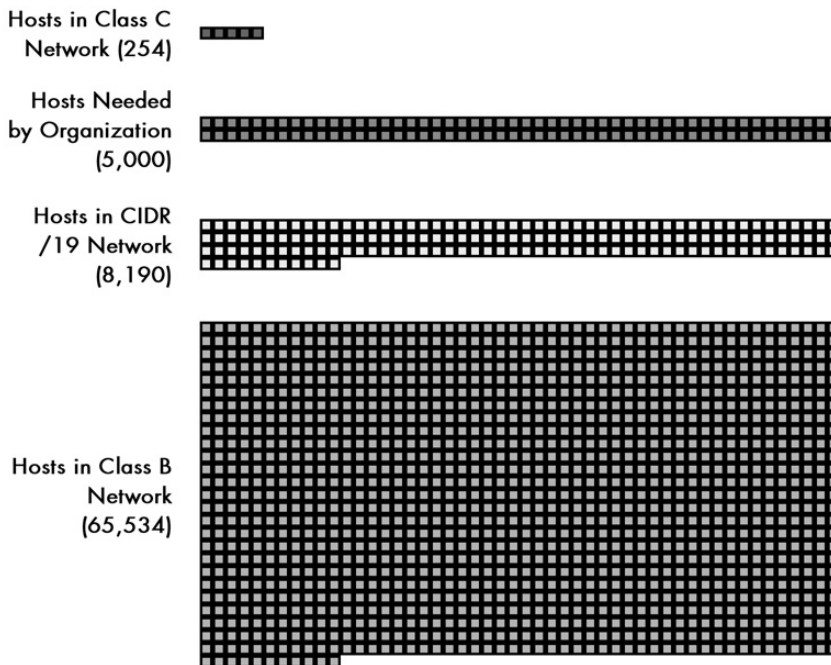 Hosts in Class C
Network (254)
Hosts Needed
by Organization
(5,000)
Hosts in CIDR
/19 Network
(8,190)
Hosts in Class B
Network
(65,534)